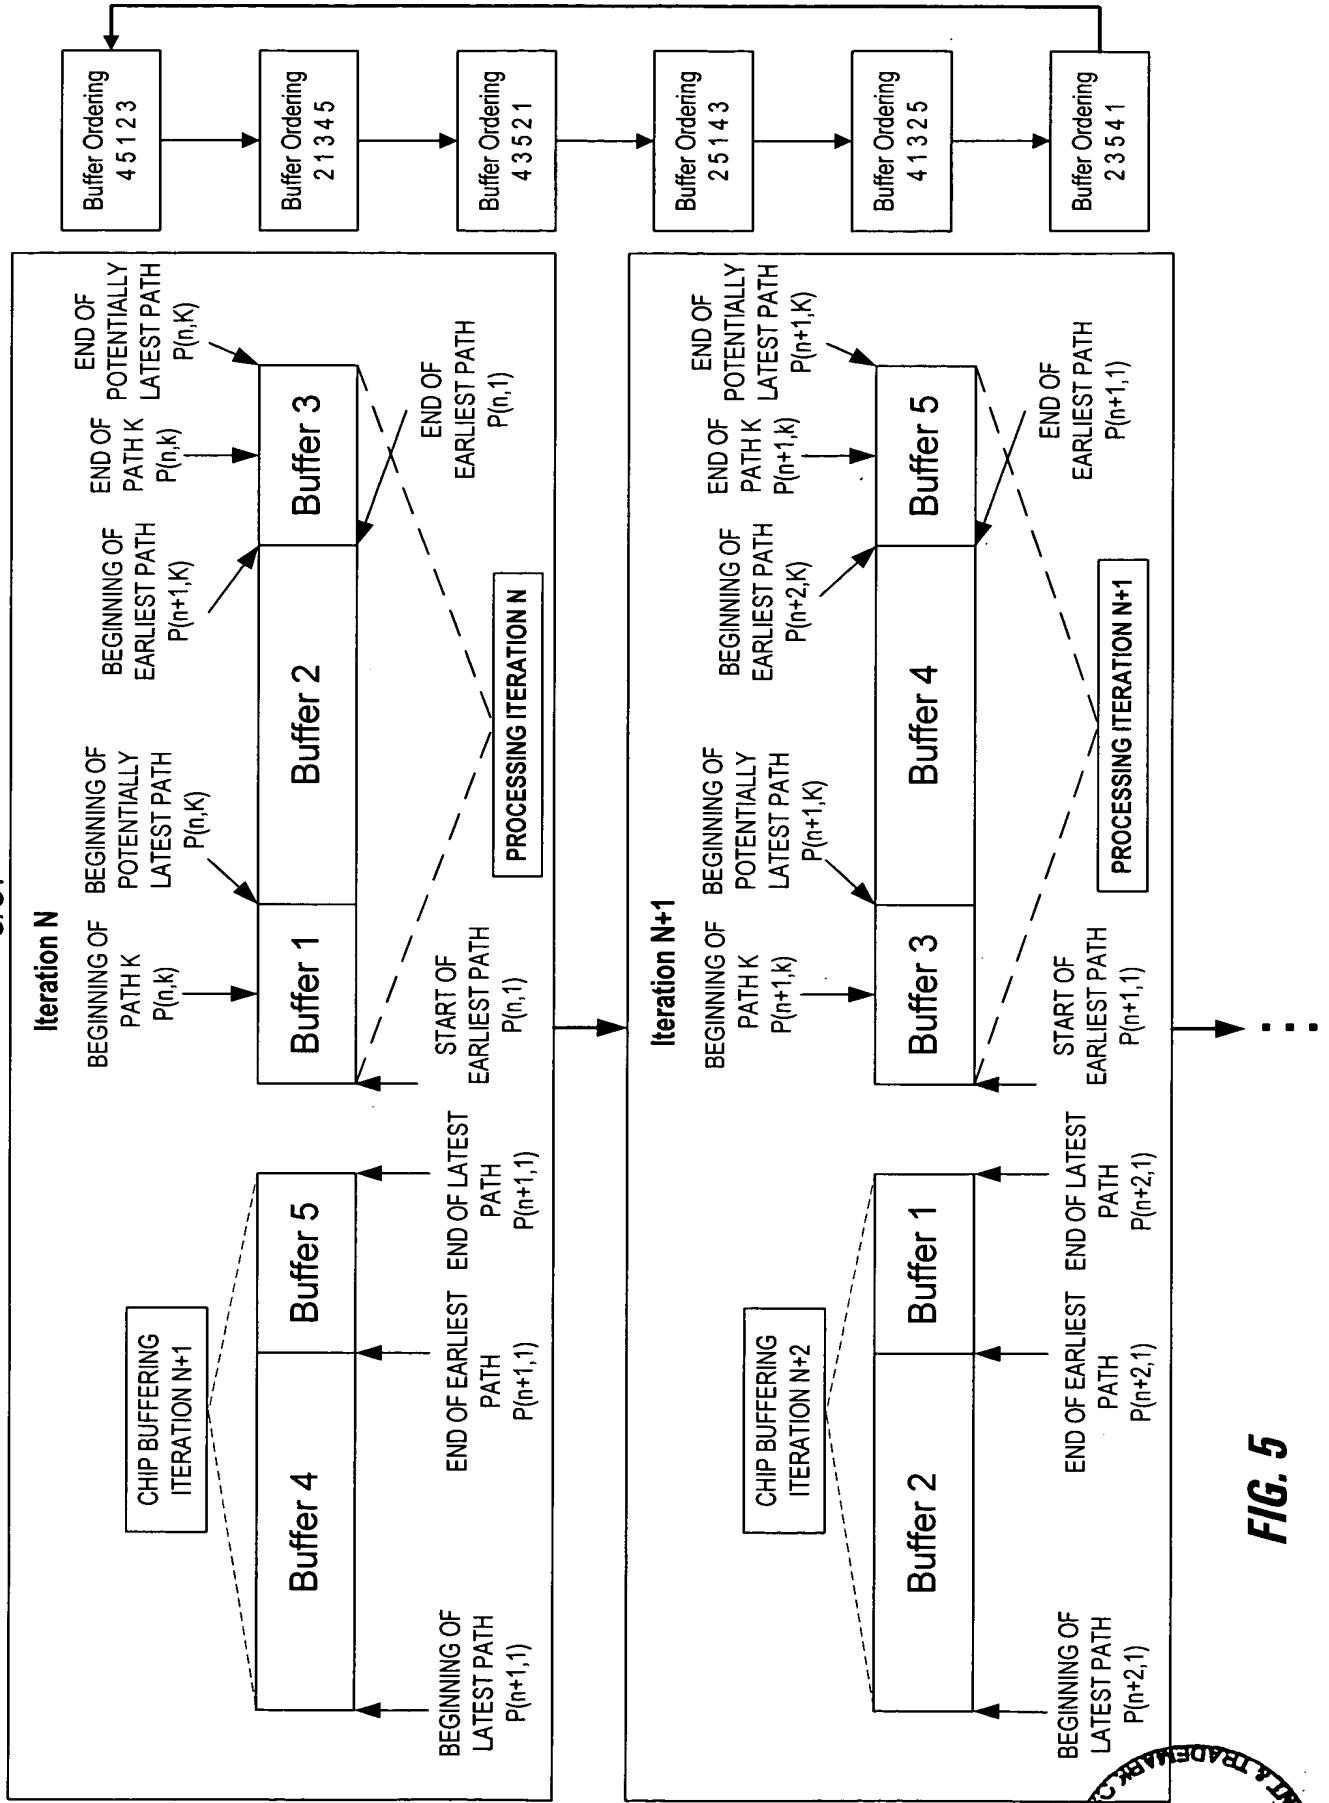 Iteration N
CHIP BUFFERING
ITERATION N+1
Buffer 4
Buffer 5
BEGINNING OF
LATEST PATH
P(n+1,1)
END OF EARLIEST
PATH
P(n+1,1)
END OF LATEST
PATH
P(n+1,1)
BEGINNING OF
PATH K
P(n,k)
BEGINNING OF
POTENTIALLY
LATEST PATH
P(n,K)
BEGINNING OF
EARLIEST PATH
P(n+1,K)
END OF
PATH K
P(n,k)
END OF
POTENTIALLY
LATEST PATH
P(n,K)
Buffer 1
Buffer 2
Buffer 3
START OF
EARLIEST PATH
P(n,1)
END OF
EARLIEST PATH
P(n,1)
PROCESSING ITERATION N
Iteration N+1
CHIP BUFFERING
ITERATION N+2
Buffer 2
Buffer 1
BEGINNING OF
LATEST PATH
P(n+2,1)
END OF EARLIEST
PATH
P(n+2,1)
END OF LATEST
PATH
P(n+2,1)
BEGINNING OF
PATH K
P(n+1,k)
BEGINNING OF
POTENTIALLY
LATEST PATH
P(n+1,K)
BEGINNING OF
EARLIEST PATH
P(n+2,K)
END OF
PATH K
P(n+1,k)
END OF
POTENTIALLY
LATEST PATH
P(n+1,K)
Buffer 3
Buffer 4
Buffer 5
START OF
EARLIEST PATH
P(n+1,1)
END OF
EARLIEST PATH
P(n+1,1)
PROCESSING ITERATION N+1
Buffer Ordering
4 5 1 2 3
Buffer Ordering
2 1 3 4 5
Buffer Ordering
4 3 5 2 1
Buffer Ordering
2 5 1 4 3
Buffer Ordering
4 1 3 2 5
Buffer Ordering
2 3 5 4 1
FIG. 5
& TRADEMARK